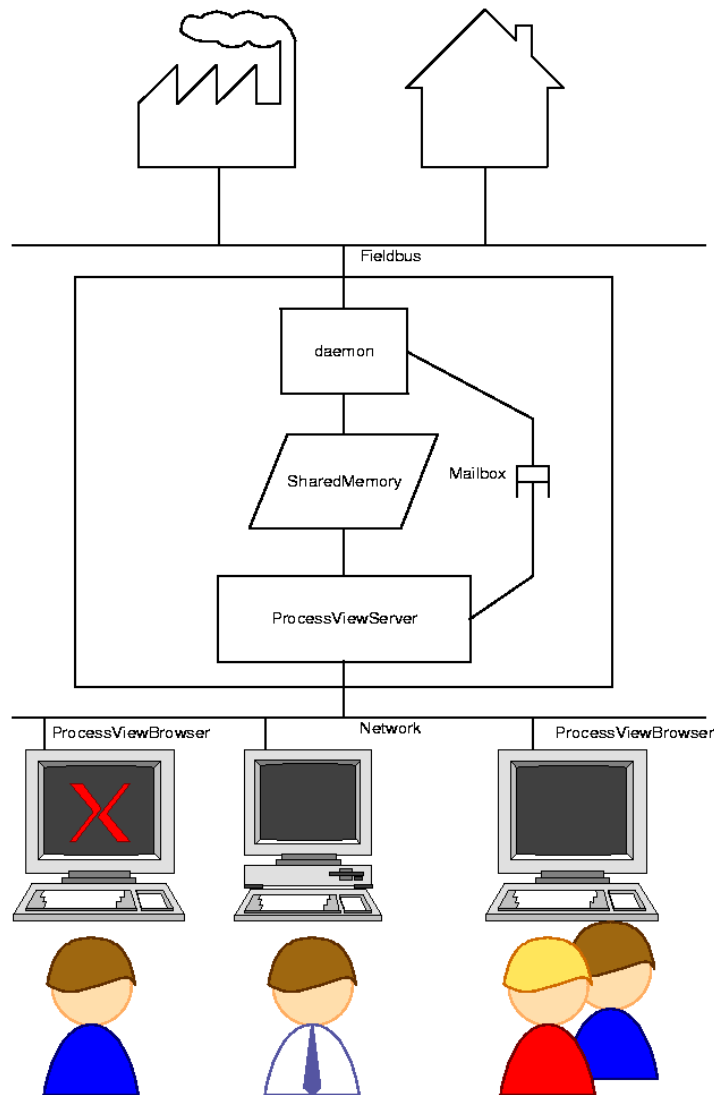 Fieldbus
daemon
SharedMemory
Mailbox
ProcessViewServer
ProcessViewBrowser
Network
ProcessViewBrowser